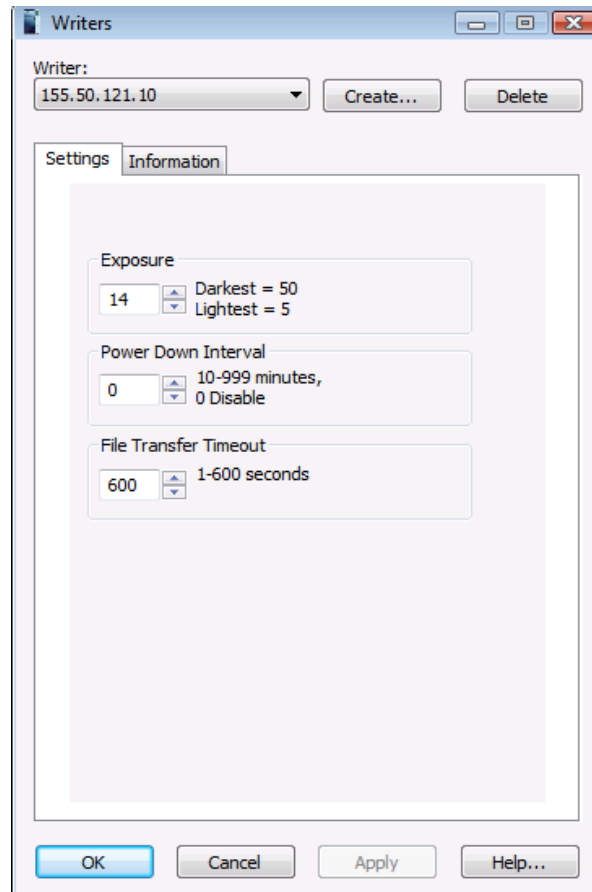 Writers
Writer:
155.50.121.10
Create...
Delete
Settings
Information
Exposure
14
Darkest = 50
Lightest = 5
Power Down Interval
0
10-999 minutes,
0 Disable
File Transfer Timeout
600
1-600 seconds
OK
Cancel
Apply
Help...